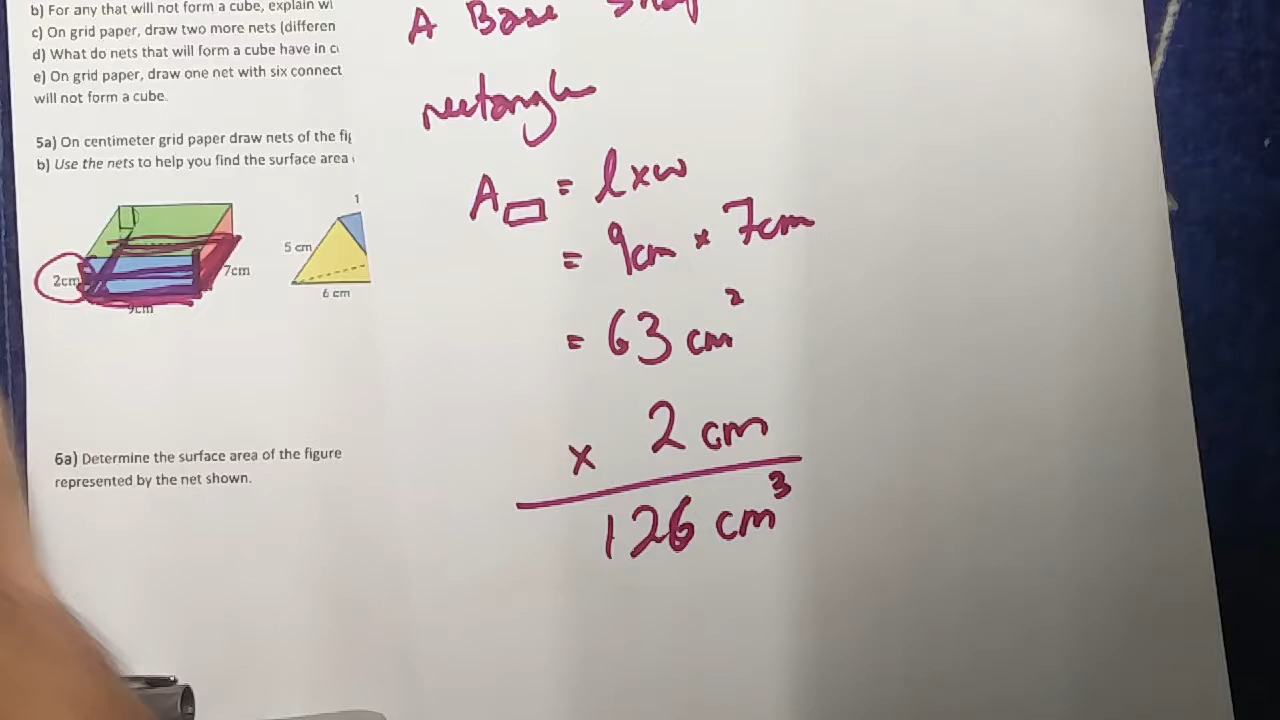 b) For any that will not form a cube, explain
c) On grid paper, draw two more nets (differen
d) What do nets that will form a cube have in
e) On grid paper, draw one net with six connect
will not form a cube.
5a) On centimeter grid paper draw nets of the fig
b) Use the nets to help you find the surface area
2cm
7cm
9cm
1
5 cm
6 cm
6a) Determine the surface area of the figure
represented by the net shown.
A Base Shap
rectangle
A▭ = l×w
= 9cm × 7cm
= 63 cm²
× 2 cm
126 cm³